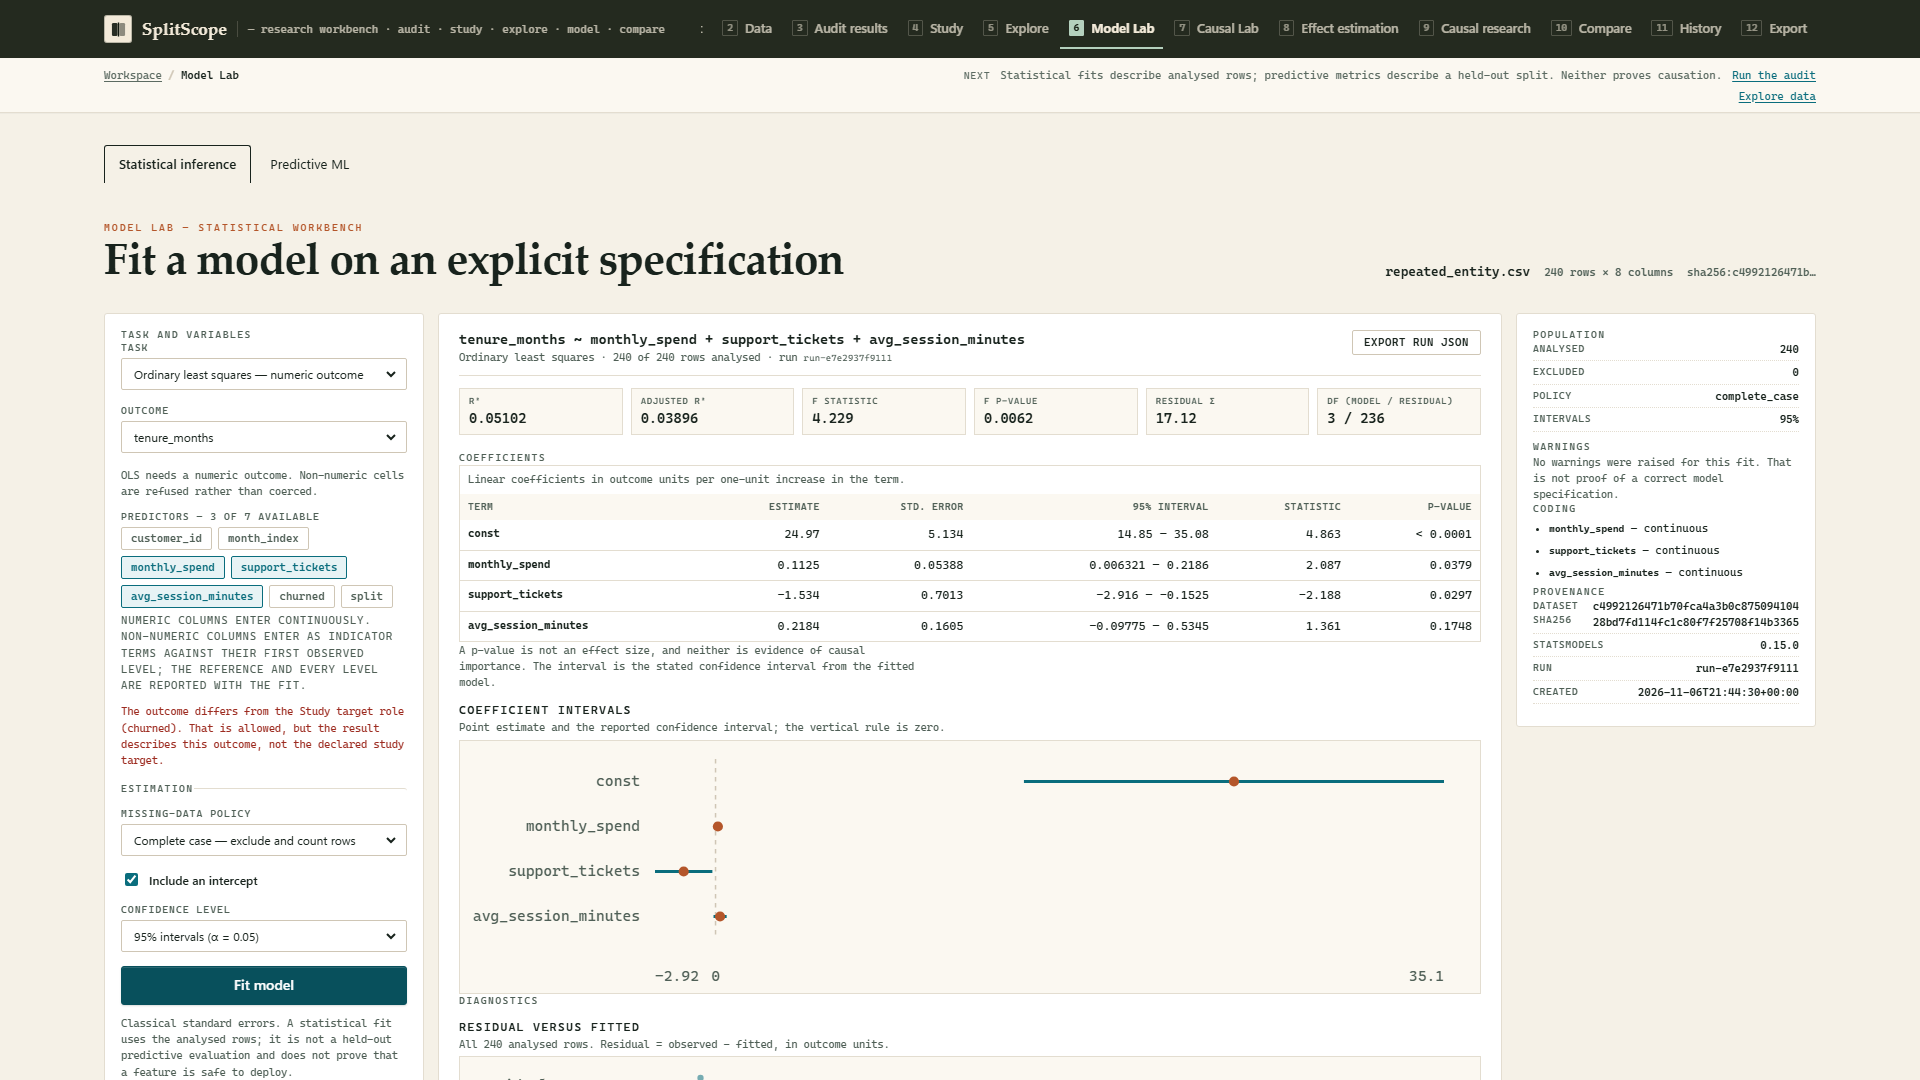 SplitScope — research workbench · audit · study · explore · model · compare : 2 Data 3 Audit results 4 Study 5 Explore 6 Model Lab 7 Causal Lab 8 Effect estimation 9 Causal research 10 Compare 11 History 12 Export
Workspace / Model Lab
NEXT Statistical fits describe analysed rows; predictive metrics describe a held-out split. Neither proves causation. Run the audit
Explore data
Statistical inference Predictive ML
MODEL LAB — STATISTICAL WORKBENCH
Fit a model on an explicit specification
repeated_entity.csv 240 rows × 8 columns sha256:c4992126471b…
TASK AND VARIABLES
TASK
Ordinary least squares — numeric outcome
OUTCOME
tenure_months
OLS needs a numeric outcome. Non-numeric cells
are refused rather than coerced.
PREDICTORS — 3 OF 7 AVAILABLE
customer_id month_index
monthly_spend support_tickets
avg_session_minutes churned split
NUMERIC COLUMNS ENTER CONTINUOUSLY.
NON-NUMERIC COLUMNS ENTER AS INDICATOR
TERMS AGAINST THEIR FIRST OBSERVED
LEVEL; THE REFERENCE AND EVERY LEVEL
ARE REPORTED WITH THE FIT.
The outcome differs from the Study target role
(churned). That is allowed, but the result
describes this outcome, not the declared study
target.
ESTIMATION
MISSING-DATA POLICY
Complete case — exclude and count rows
Include an intercept
CONFIDENCE LEVEL
95% intervals (α = 0.05)
Fit model
Classical standard errors. A statistical fit
uses the analysed rows; it is not a held-out
predictive evaluation and does not prove that
a feature is safe to deploy.
tenure_months ~ monthly_spend + support_tickets + avg_session_minutes
Ordinary least squares · 240 of 240 rows analysed · run run-e7e2937f9111
EXPORT RUN JSON
R² ADJUSTED R² F STATISTIC F P-VALUE RESIDUAL Σ DF (MODEL / RESIDUAL)
0.05102 0.03896 4.229 0.0062 17.12 3 / 236
COEFFICIENTS
Linear coefficients in outcome units per one-unit increase in the term.
TERM ESTIMATE STD. ERROR 95% INTERVAL STATISTIC P-VALUE
const 24.97 5.134 14.85 – 35.08 4.863 < 0.0001
monthly_spend 0.1125 0.05388 0.006321 – 0.2186 2.087 0.0379
support_tickets −1.534 0.7013 −2.916 – −0.1525 −2.188 0.0297
avg_session_minutes 0.2184 0.1605 −0.09775 – 0.5345 1.361 0.1748
A p-value is not an effect size, and neither is evidence of causal
importance. The interval is the stated confidence interval from the fitted
model.
COEFFICIENT INTERVALS
Point estimate and the reported confidence interval; the vertical rule is zero.
const
monthly_spend
support_tickets
avg_session_minutes
−2.92 0 35.1
DIAGNOSTICS
RESIDUAL VERSUS FITTED
All 240 analysed rows. Residual = observed − fitted, in outcome units.
POPULATION
ANALYSED 240
EXCLUDED 0
POLICY complete_case
INTERVALS 95%
WARNINGS
No warnings were raised for this fit. That
is not proof of a correct model
specification.
CODING
• monthly_spend — continuous
• support_tickets — continuous
• avg_session_minutes — continuous
PROVENANCE
DATASET c4992126471b70fca4a3b0c875094104
SHA256 28bd7fd114fc1c80f7f25708f14b3365
STATSMODELS 0.15.0
RUN run-e7e2937f9111
CREATED 2026-11-06T21:44:30+00:00